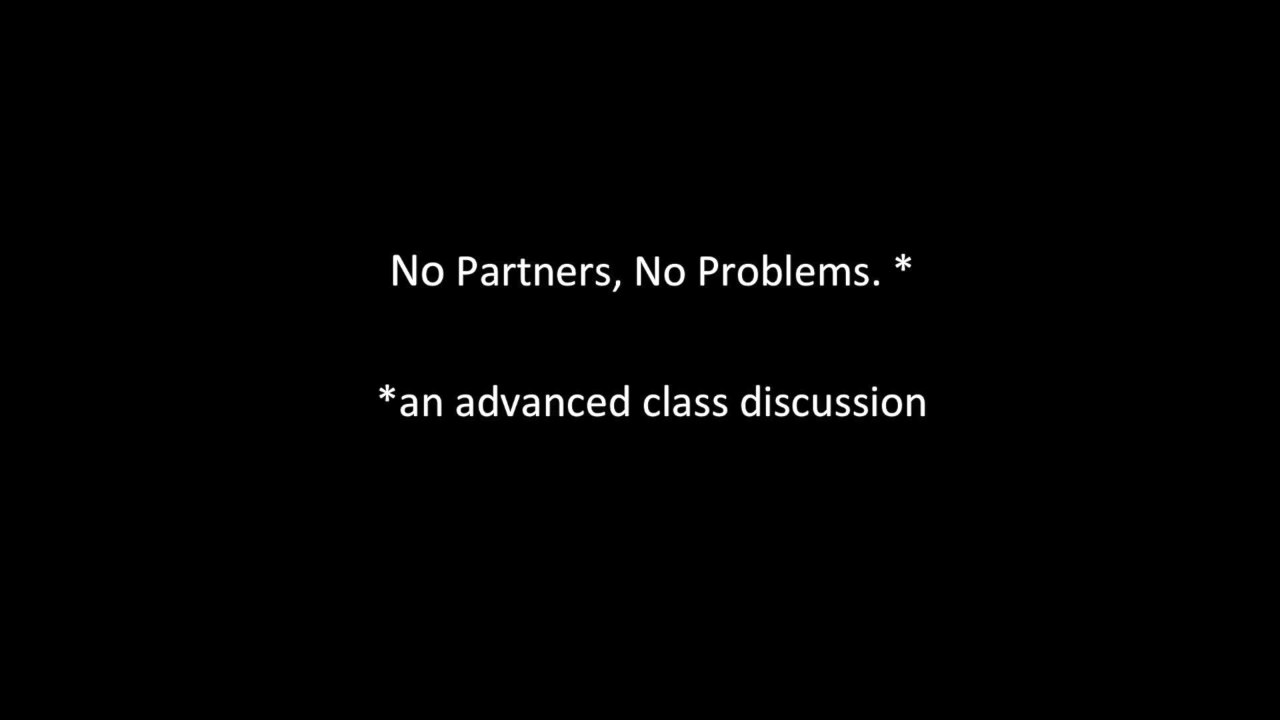 No Partners, No Problems. *
*an advanced class discussion